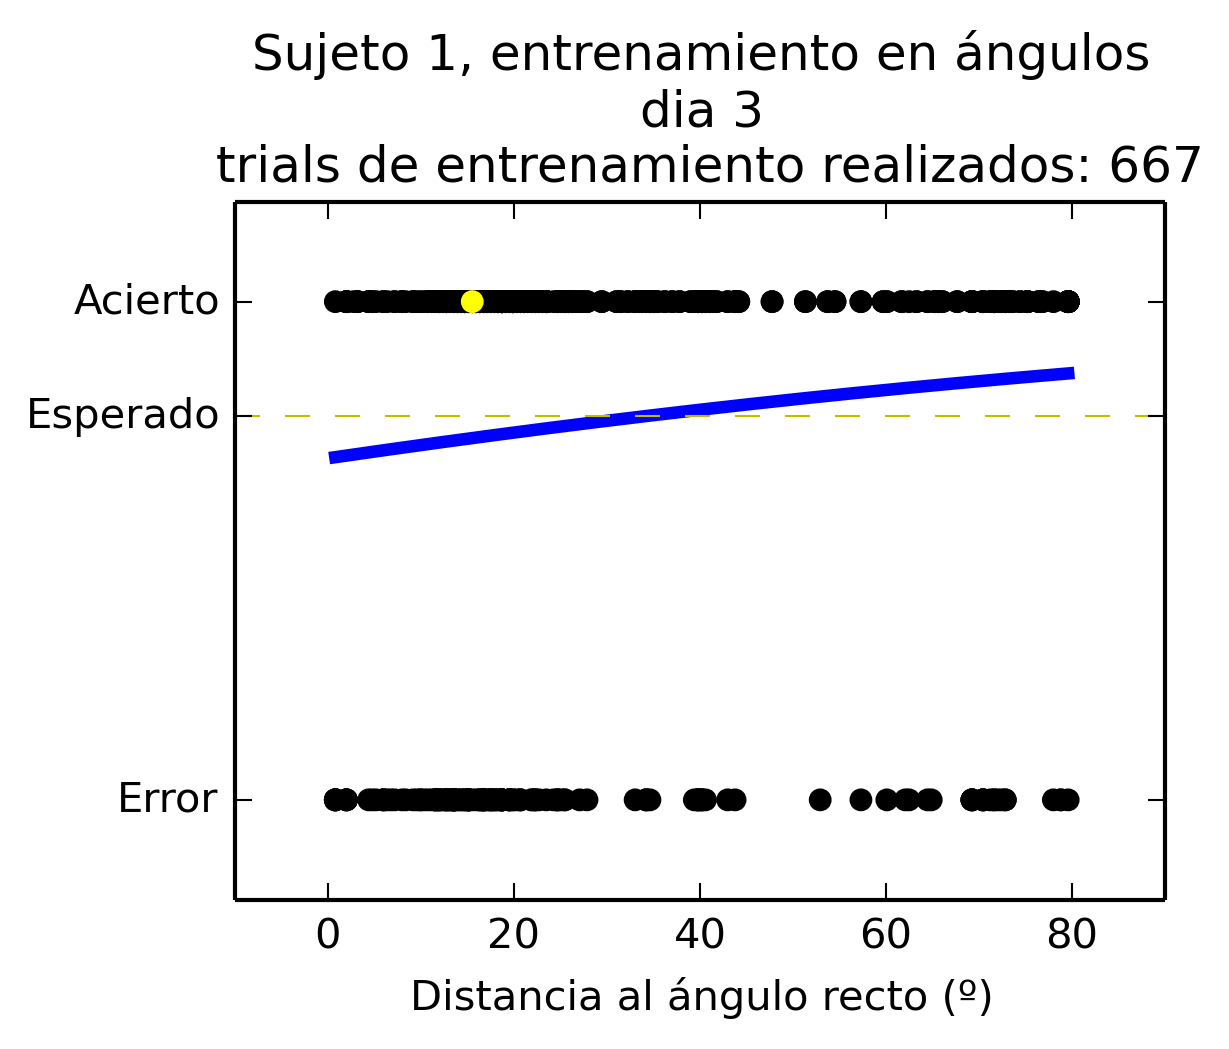 Sujeto 1, entrenamiento en ángulos
dia 3
trials de entrenamiento realizados: 667
Acierto
Esperado
Error
0 20 40 60 80
Distancia al ángulo recto (º)